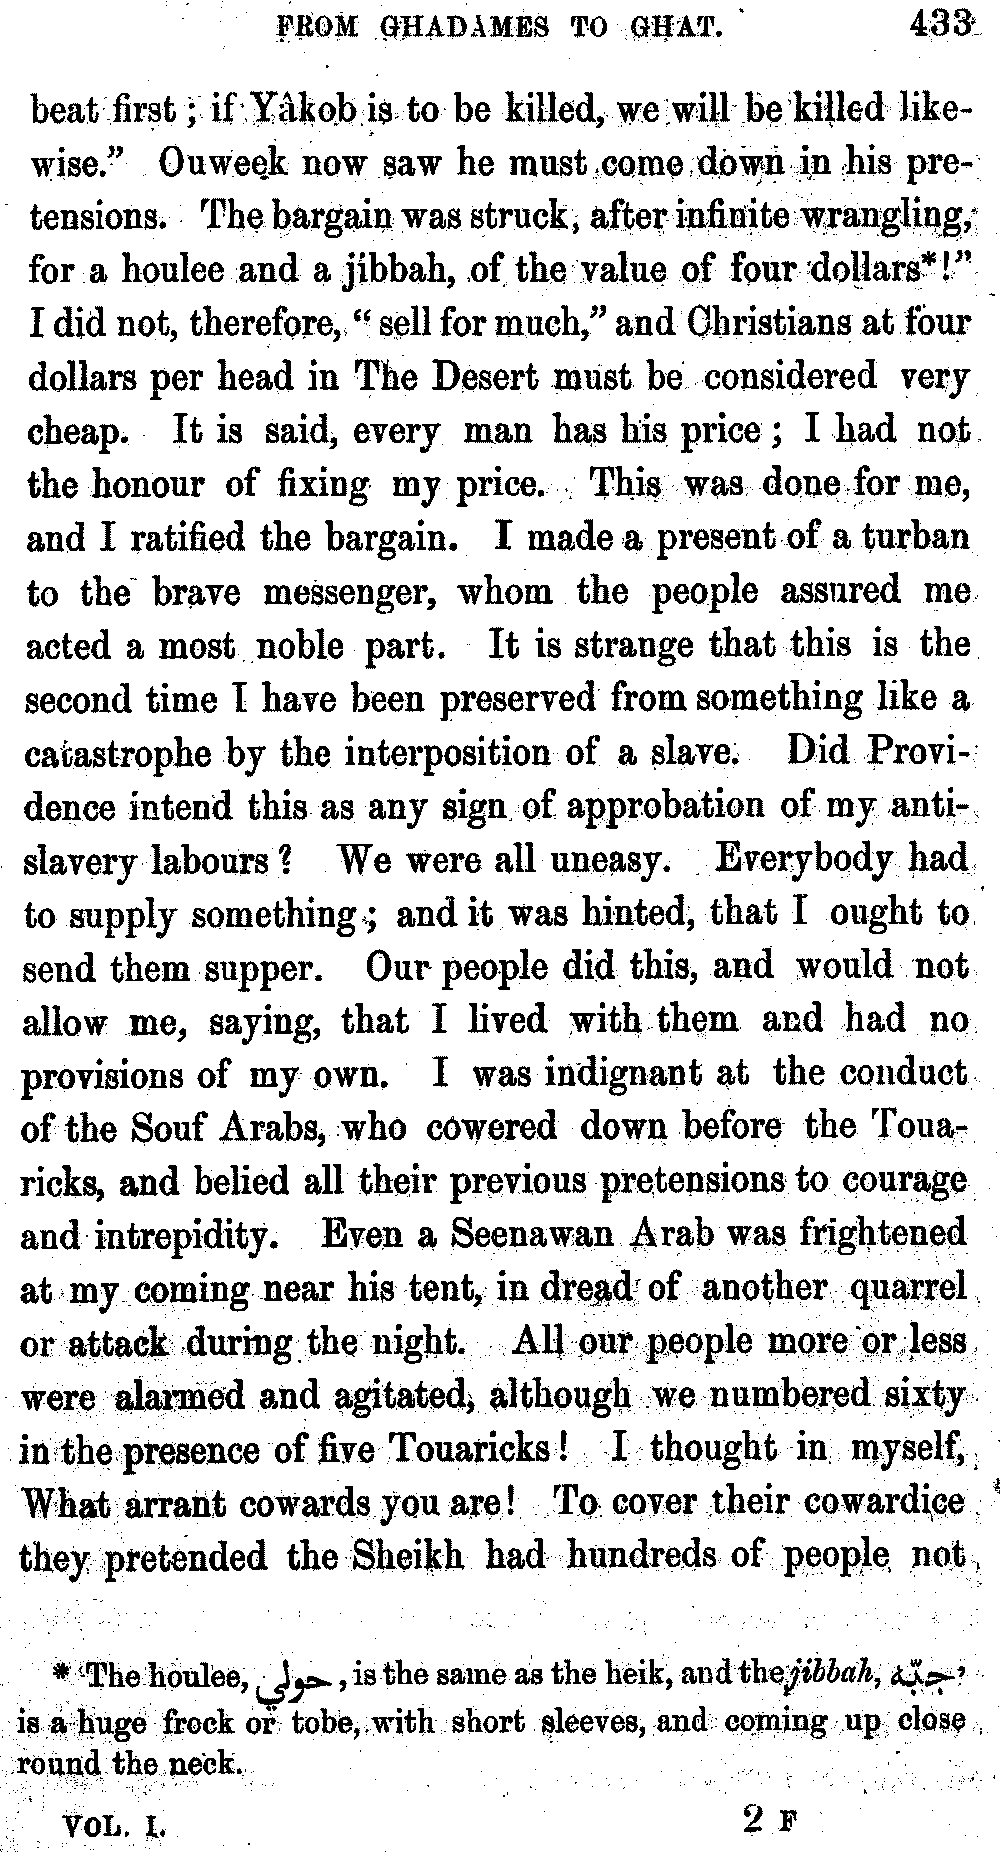 FROM GHADAMES TO GHAT. 433
beat first; if Yâkob is to be killed, we will be killed like-
wise.” Ouweek now saw he must come down in his pre-
tensions. The bargain was struck, after infinite wrangling,
for a houlee and a jibbah, of the value of four dollars*!”
I did not, therefore, “sell for much,” and Christians at four
dollars per head in The Desert must be considered very
cheap. It is said, every man has his price; I had not
the honour of fixing my price. This was done for me,
and I ratified the bargain. I made a present of a turban
to the brave messenger, whom the people assured me
acted a most noble part. It is strange that this is the
second time I have been preserved from something like a
catastrophe by the interposition of a slave. Did Provi-
dence intend this as any sign of approbation of my anti-
slavery labours? We were all uneasy. Everybody had
to supply something; and it was hinted, that I ought to
send them supper. Our people did this, and would not
allow me, saying, that I lived with them and had no
provisions of my own. I was indignant at the conduct
of the Souf Arabs, who cowered down before the Toua-
ricks, and belied all their previous pretensions to courage
and intrepidity. Even a Seenawan Arab was frightened
at my coming near his tent, in dread of another quarrel
or attack during the night. All our people more or less
were alarmed and agitated, although we numbered sixty
in the presence of five Touaricks! I thought in myself,
What arrant cowards you are! To cover their cowardice
they pretended the Sheikh had hundreds of people not
* The houlee, حولي, is the same as the heik, and the jibbah, جبّة,
is a huge frock or tobe, with short sleeves, and coming up close
round the neck.
VOL. I. 2 F